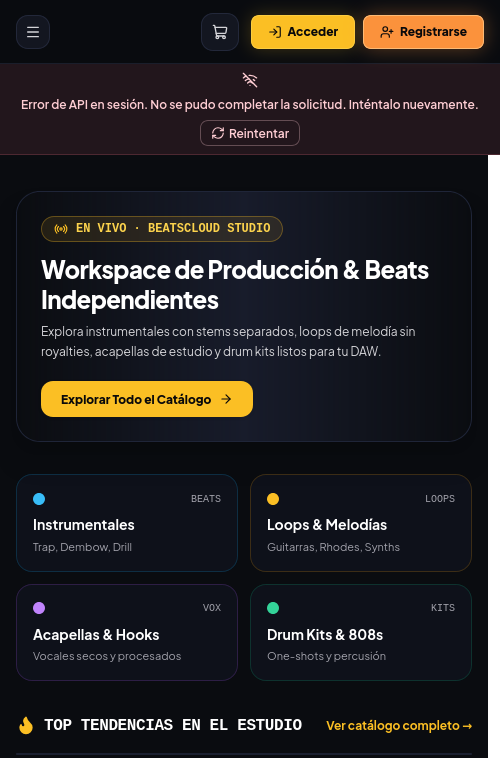 Acceder
Registrarse
Error de API en sesión. No se pudo completar la solicitud. Inténtalo nuevamente.
Reintentar
EN VIVO · BEATSCLOUD STUDIO
Workspace de Producción & Beats
Independientes
Explora instrumentales con stems separados, loops de melodía sin
royalties, acapellas de estudio y drum kits listos para tu DAW.
Explorar Todo el Catálogo →
BEATS
Instrumentales
Trap, Dembow, Drill
LOOPS
Loops & Melodías
Guitarras, Rhodes, Synths
VOX
Acapellas & Hooks
Vocales secos y procesados
KITS
Drum Kits & 808s
One-shots y percusión
TOP TENDENCIAS EN EL ESTUDIO
Ver catálogo completo →